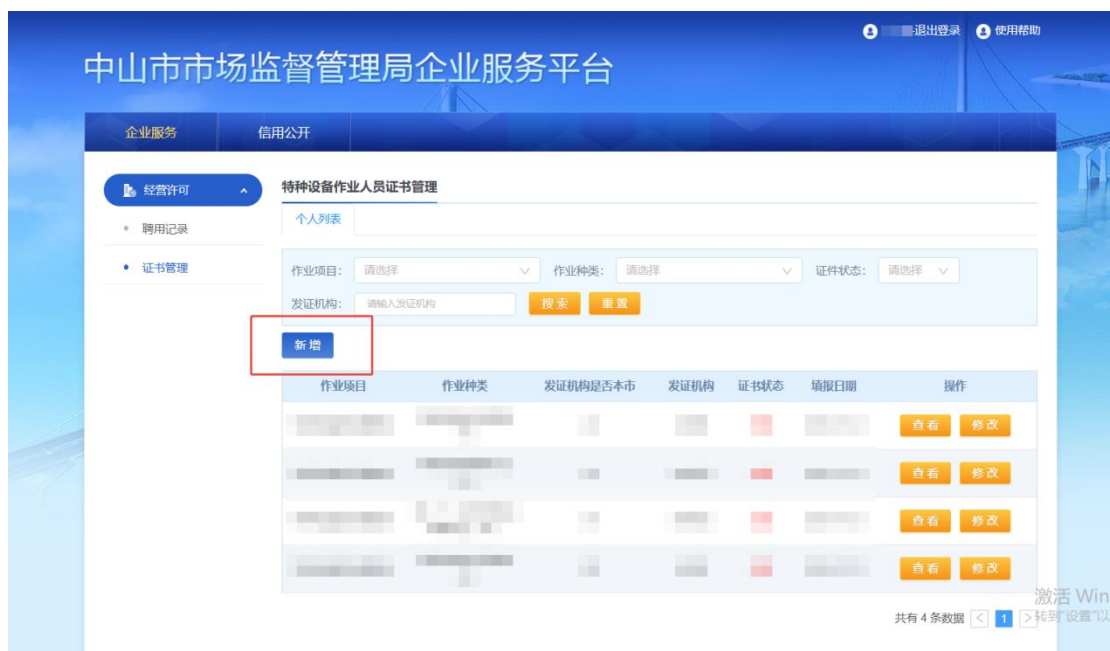 退出登录 使用帮助
中山市市场监督管理局企业服务平台
企业服务 信用公开
经营许可
聘用记录
证书管理
特种设备作业人员证书管理
个人列表
作业项目: 请选择 作业种类: 请选择 证件状态: 请选择
发证机构: 请输入发证机构 搜索 重置
新增
作业项目 作业种类 发证机构是否本市 发证机构 证书状态 填报日期 操作
查看 修改
查看 修改
查看 修改
查看 修改
激活 Win
共有 4 条数据 < 1 > 转到"设置"以